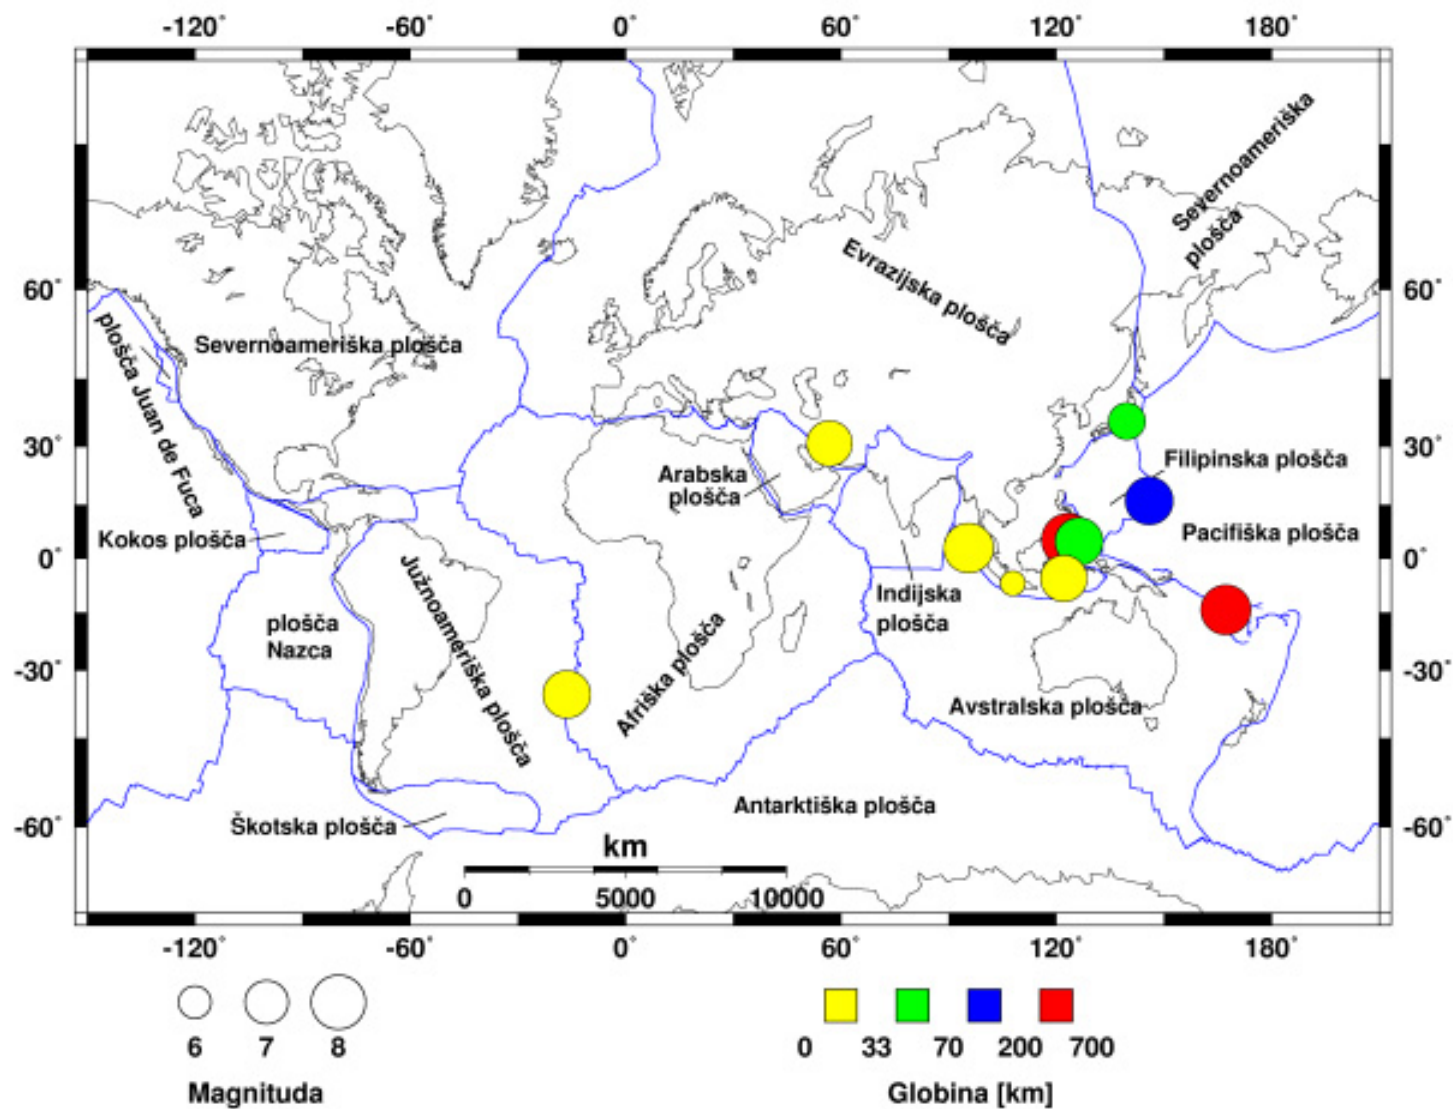 -120° -60° 0° 60° 120° 180°
60° 60°
30° 30°
0° 0°
-30° -30°
-60° -60°
Severnoameriška
plošča
Evrazijska plošča
Severnoameriška plošča
plošča Juan de Fuca
Arabska
plošča
Filipinska plošča
Kokos plošča
Pacifiška plošča
Indijska
plošča
plošča
Nazca
Južnoameriška plošča
Afriška plošča
Avstralska plošča
Škotska plošča
Antarktiška plošča
km
0 5000 10000
-120° -60° 0° 60° 120° 180°
6 7 8
Magnituda
0 33 70 200 700
Globina [km]